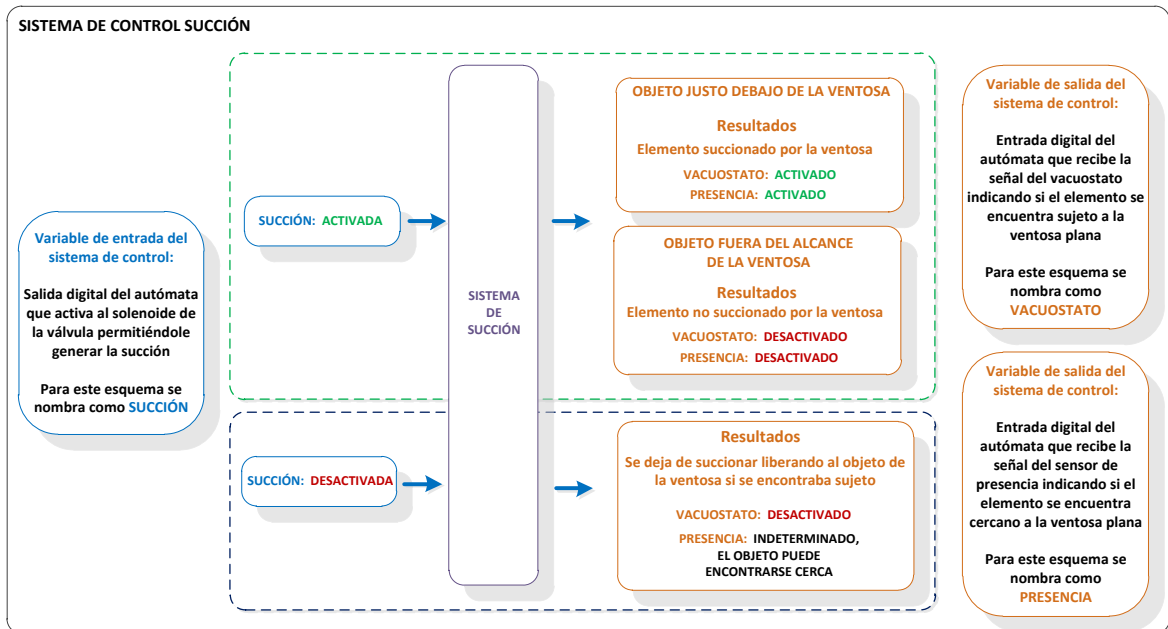 SISTEMA DE CONTROL SUCCIÓN
Variable de entrada del
sistema de control:
Salida digital del autómata
que activa al solenoide de
la válvula permitiéndole
generar la succión
Para este esquema se
nombra como SUCCIÓN
SUCCIÓN: ACTIVADA
SUCCIÓN: DESACTIVADA
SISTEMA
DE
SUCCIÓN
OBJETO JUSTO DEBAJO DE LA VENTOSA
Resultados
Elemento succionado por la ventosa
VACUOSTATO: ACTIVADO
PRESENCIA: ACTIVADO
OBJETO FUERA DEL ALCANCE
DE LA VENTOSA
Resultados
Elemento no succionado por la ventosa
VACUOSTATO: DESACTIVADO
PRESENCIA: DESACTIVADO
Resultados
Se deja de succionar liberando al objeto de
la ventosa si se encontraba sujeto
VACUOSTATO: DESACTIVADO
PRESENCIA: INDETERMINADO,
EL OBJETO PUEDE
ENCONTRARSE CERCA
Variable de salida del
sistema de control:
Entrada digital del
autómata que recibe la
señal del vacuostato
indicando si el elemento se
encuentra sujeto a la
ventosa plana
Para este esquema se
nombra como
VACUOSTATO
Variable de salida del
sistema de control:
Entrada digital del
autómata que recibe la
señal del sensor de
presencia indicando si el
elemento se encuentra
cercano a la ventosa plana
Para este esquema se
nombra como
PRESENCIA